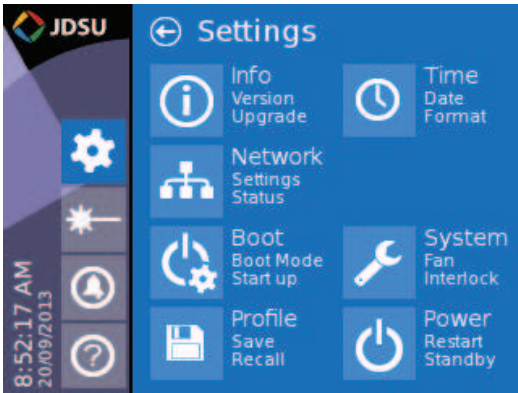 JDSU
Settings
Info
Version
Upgrade
Time
Date
Format
Network
Settings
Status
Boot
Boot Mode
Start up
System
Fan
Interlock
Profile
Save
Recall
Power
Restart
Standby
8:52:17 AM
20/09/2013